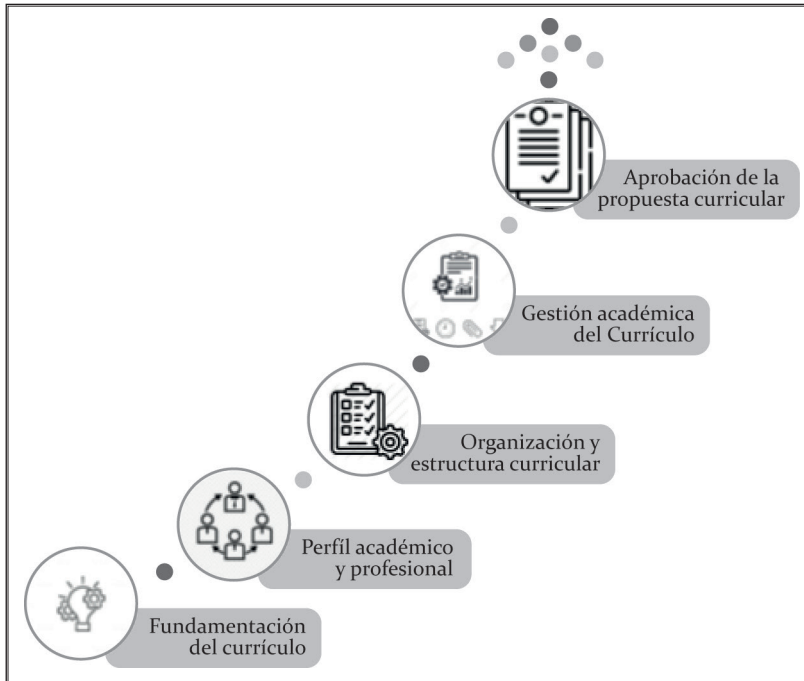 Aprobación de la
propuesta curricular
Gestión académica
del Currículo
Organización y
estructura curricular
Perfíl académico
y profesional
Fundamentación
del currículo